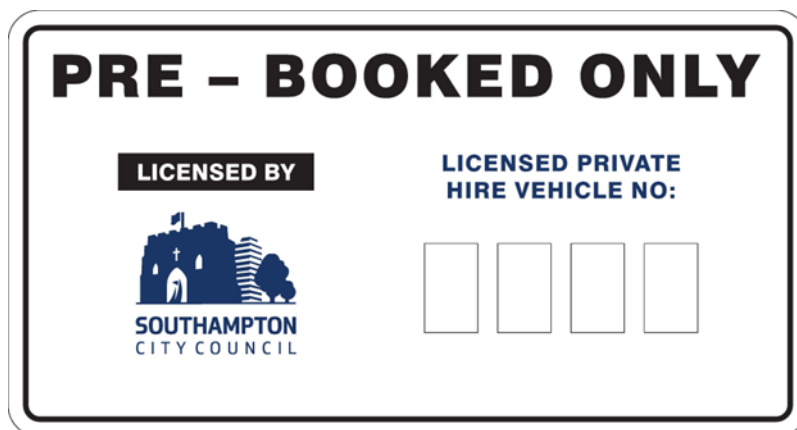 PRE – BOOKED ONLY
LICENSED BY
SOUTHAMPTON
CITY COUNCIL
LICENSED PRIVATE
HIRE VEHICLE NO: